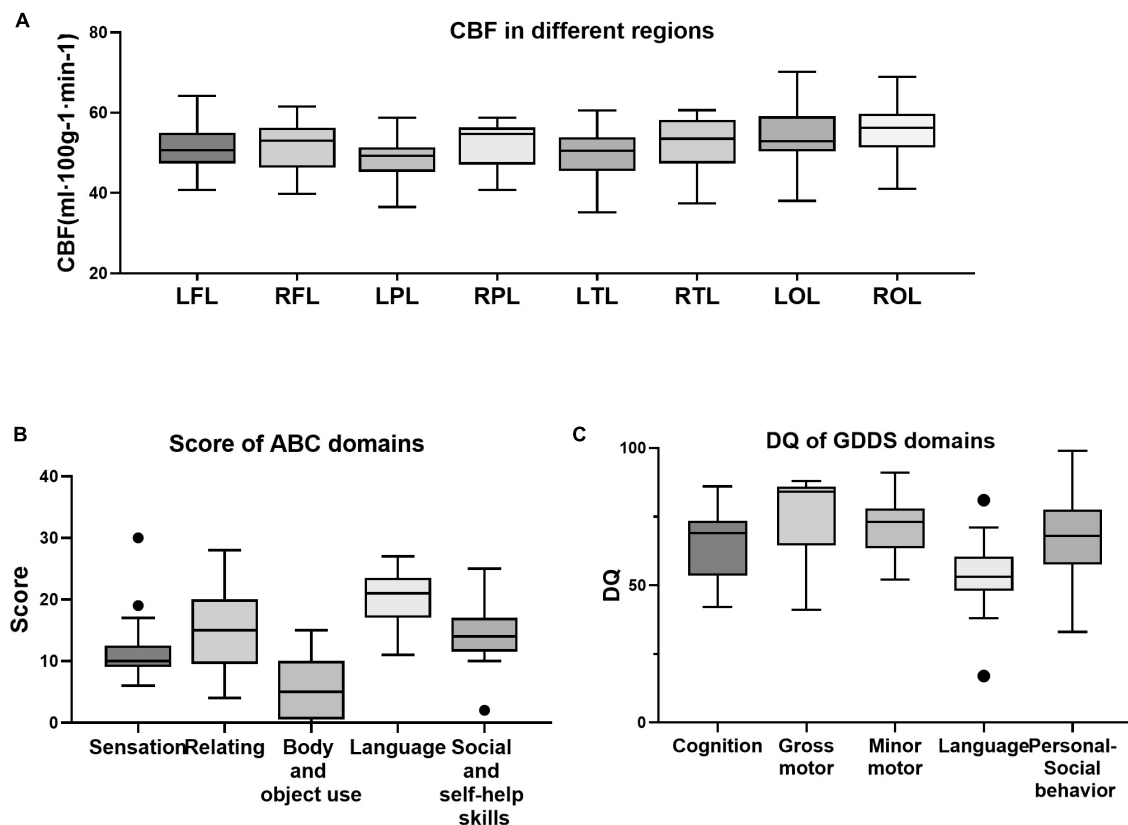 A
CBF in different regions
CBF(ml·100g-1·min-1)
80
60
40
20
LFL RFL LPL RPL LTL RTL LOL ROL
B
Score of ABC domains
Score
40
30
20
10
0
Sensation Relating Body and object use Language Social and self-help skills
C
DQ of GDDS domains
DQ
100
50
0
Cognition Gross motor Minor motor Language Personal-Social behavior